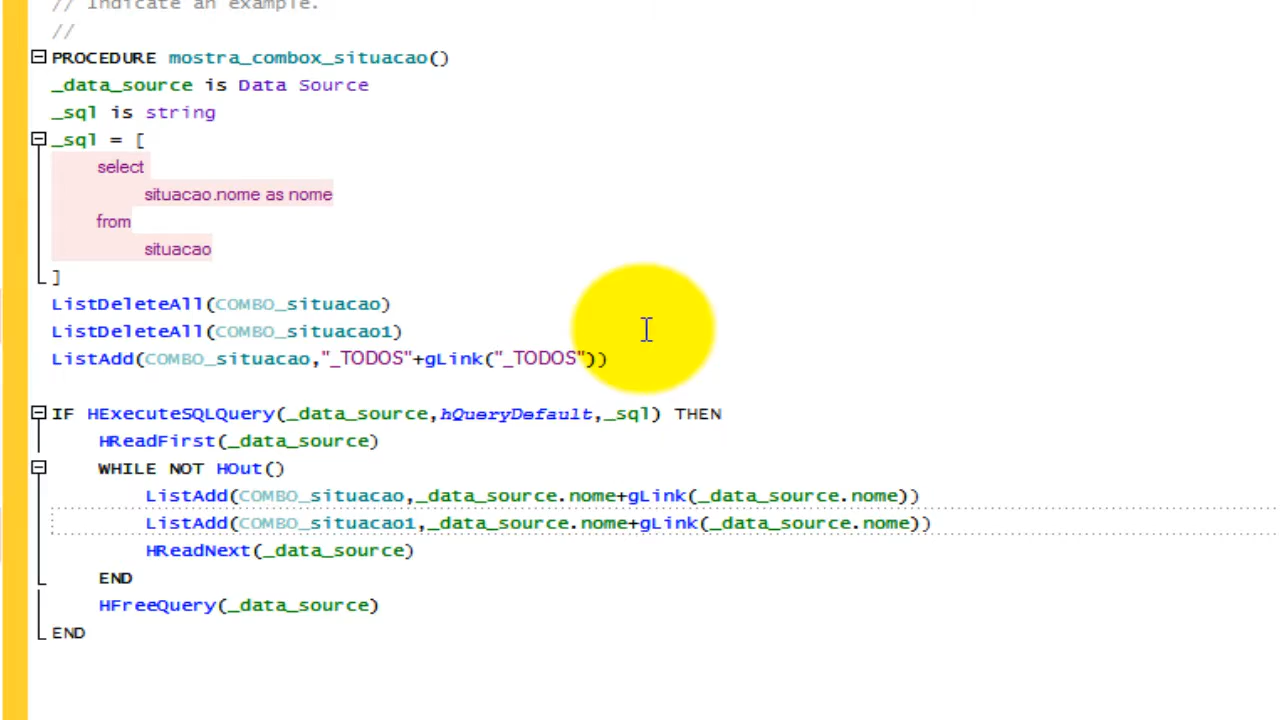 // Indicate an example.
//
PROCEDURE mostra_combox_situacao()
_data_source is Data Source
_sql is string
_sql = [
select
situacao.nome as nome
from
situacao
]
ListDeleteAll(COMBO_situacao)
ListDeleteAll(COMBO_situacao1)
ListAdd(COMBO_situacao,"_TODOS"+gLink("_TODOS"))
IF HExecuteSQLQuery(_data_source,hQueryDefault,_sql) THEN
HReadFirst(_data_source)
WHILE NOT HOut()
ListAdd(COMBO_situacao,_data_source.nome+gLink(_data_source.nome))
ListAdd(COMBO_situacao1,_data_source.nome+gLink(_data_source.nome))
HReadNext(_data_source)
END
HFreeQuery(_data_source)
END